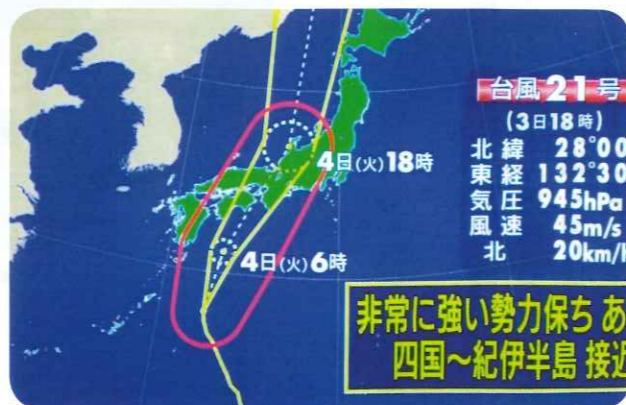 台風21号
(3日18時)
北緯 28°00
東経 132°30
気圧 945hPa
風速 45m/s
北 20km/h
4日(火)18時
4日(火)6時
非常に強い勢力保ち あ
四国〜紀伊半島 接近